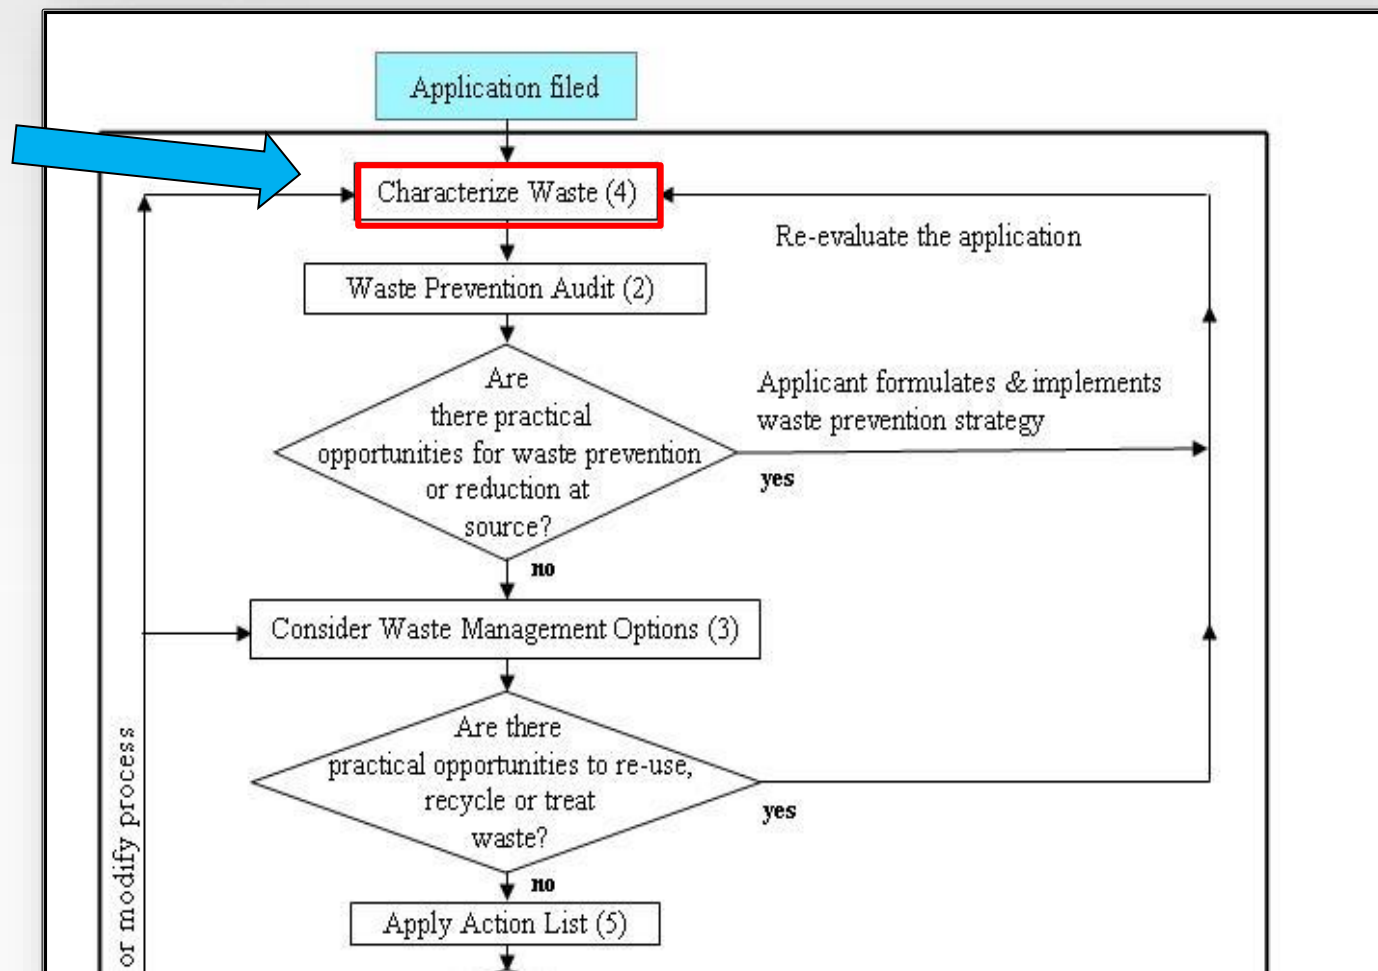 Application filed
Characterize Waste (4)
Re-evaluate the application
Waste Prevention Audit (2)
Are
there practical
opportunities for waste prevention
or reduction at
source?
Applicant formulates & implements
waste prevention strategy
yes
no
Consider Waste Management Options (3)
Are there
practical opportunities to re-use,
recycle or treat
waste?
yes
no
or modify process
Apply Action List (5)